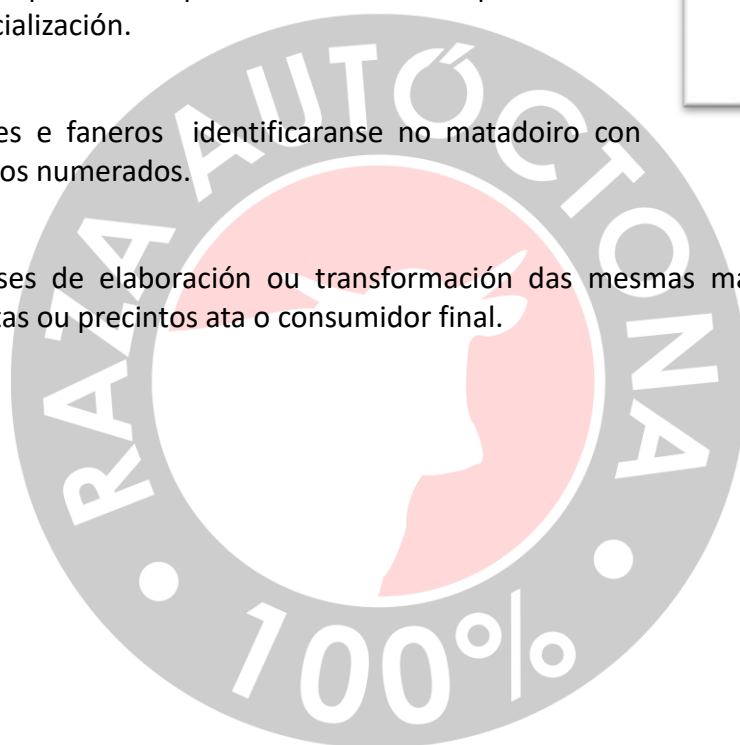 cialización.
es e faneros identificaranse no matadoiro con
os numerados.
ses de elaboración ou transformación das mesmas
tas ou precintos ata o consumidor final.
RAZA AUTÓCTONA
100%